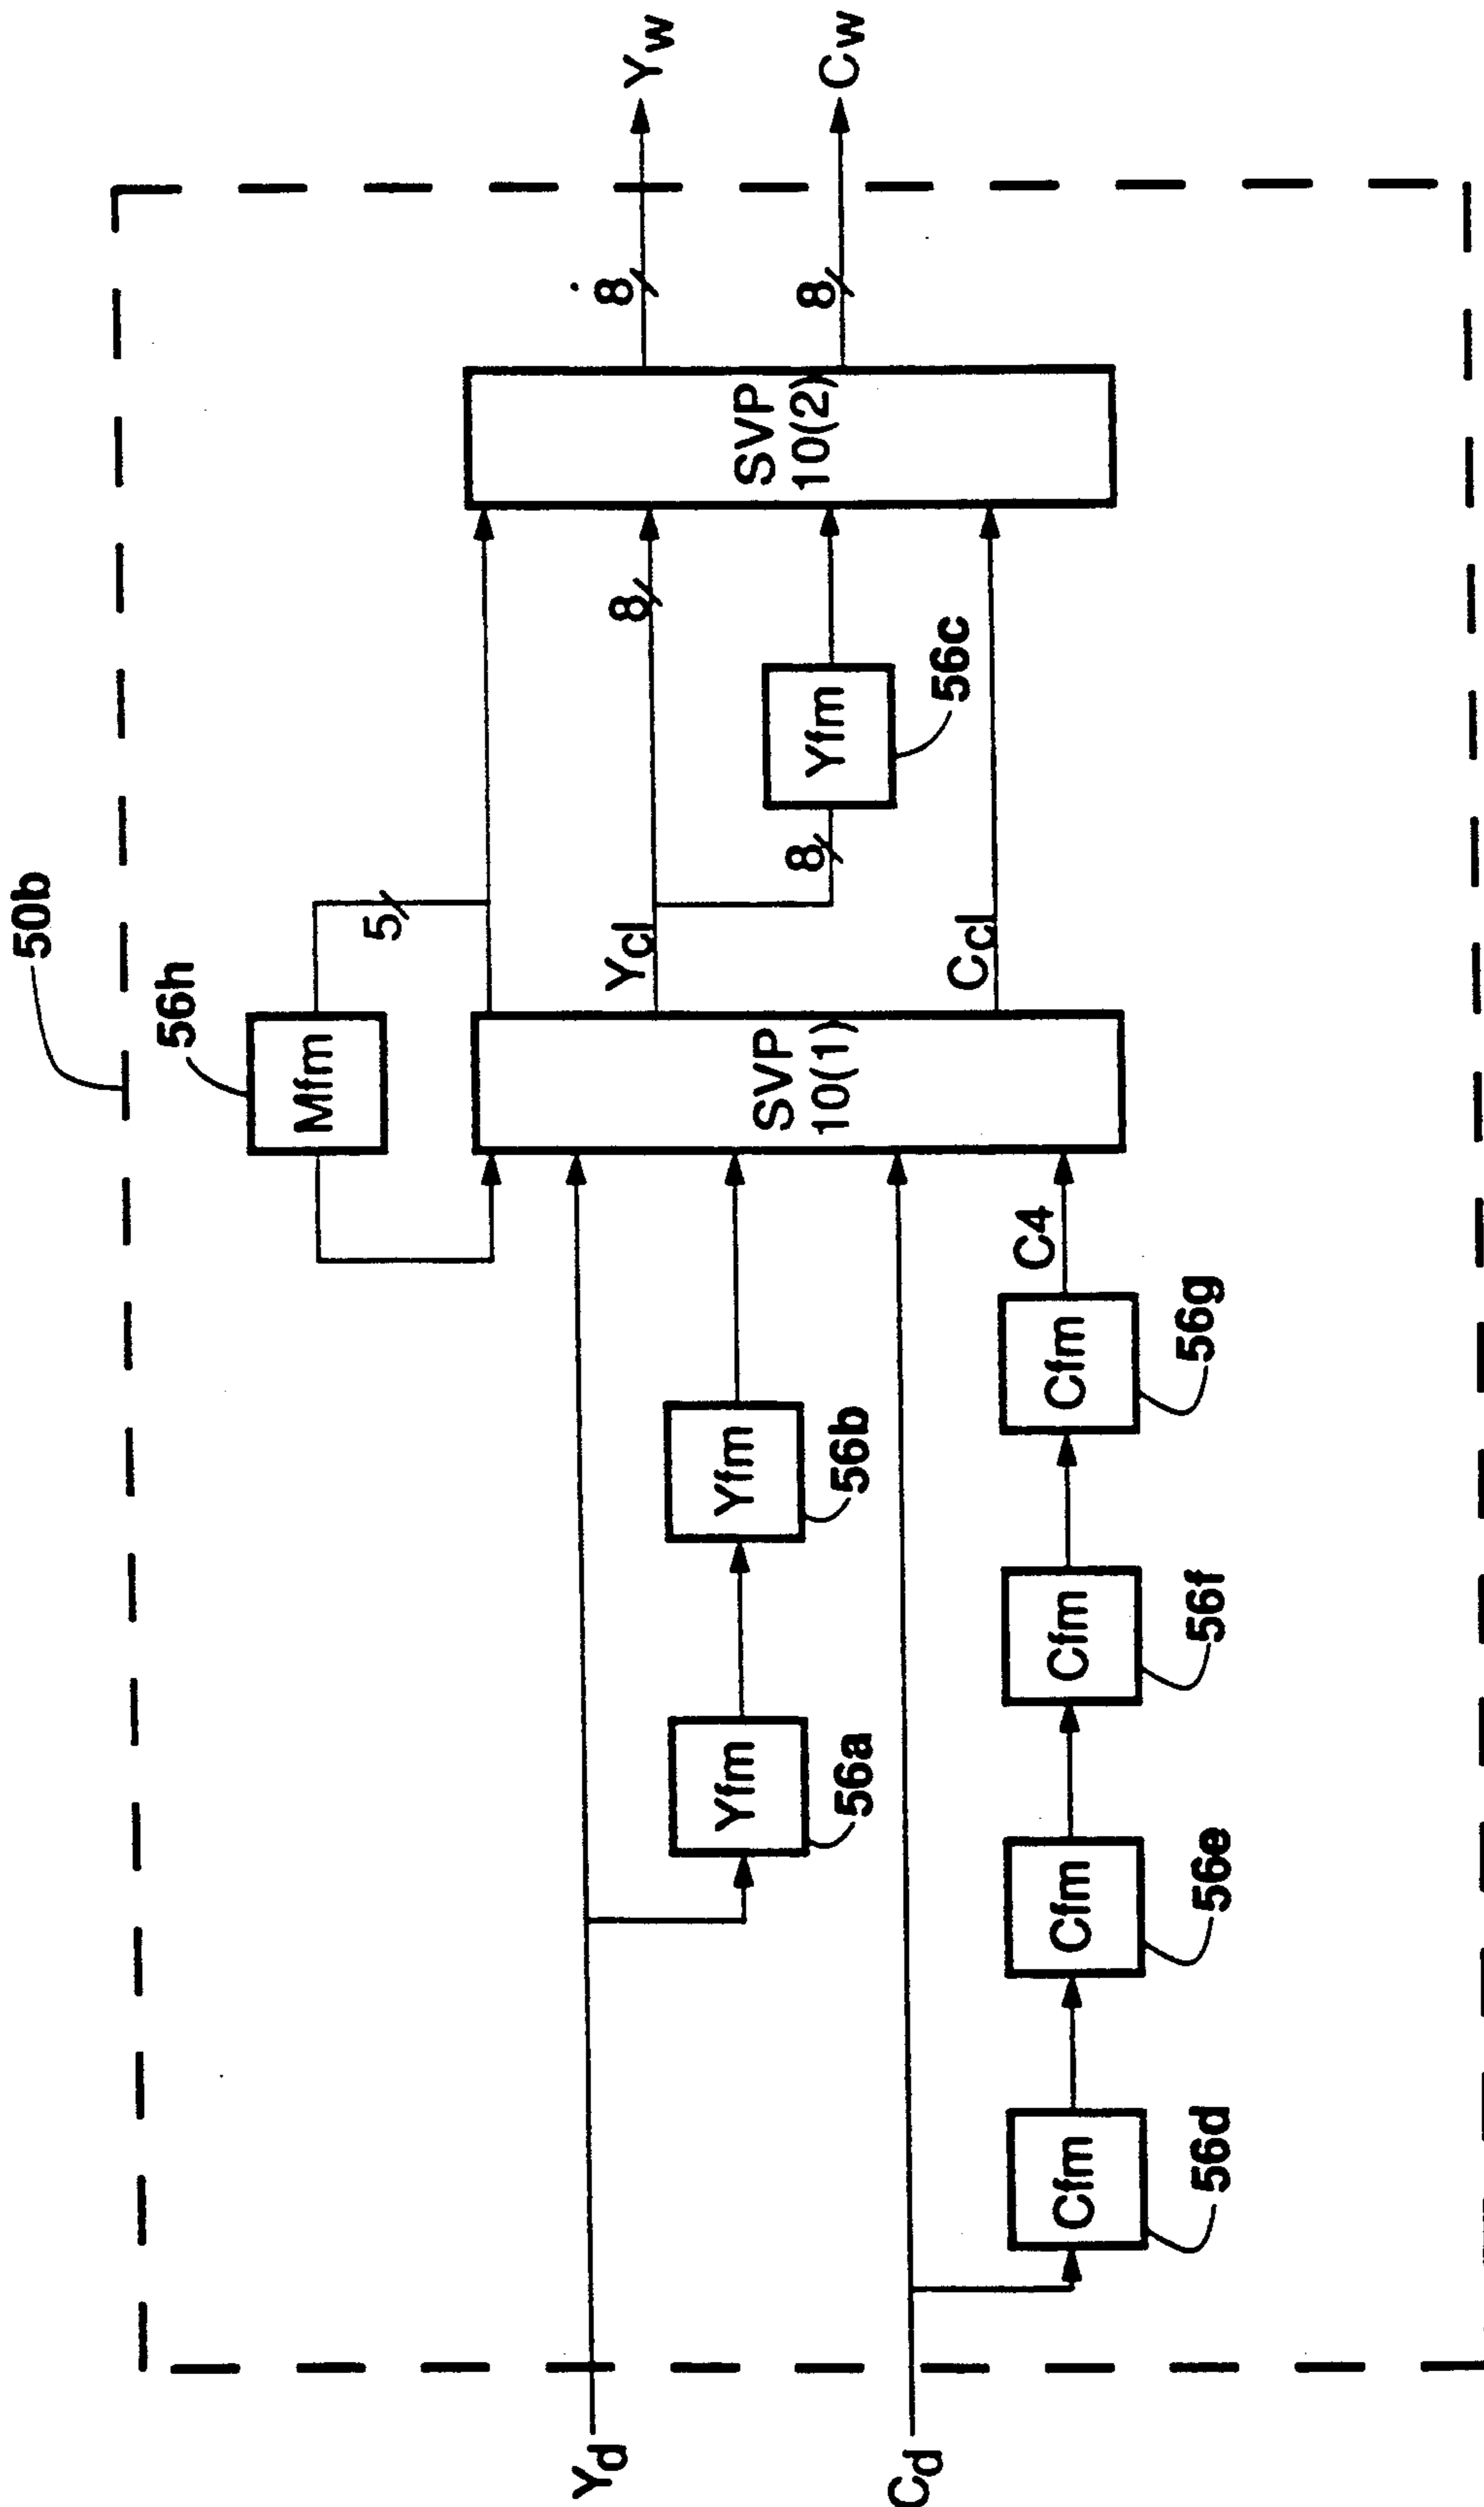 50b
56h
Mfm
5
Yd
Yfm
56a
Yfm
56b
SVP
10(1)
Ycl
8
8
Yfm
56c
SVP
10(2)
8
Yw
8
Cw
Cd
Cfm
56d
Cfm
56e
Cfm
56f
Cfm
56g
C4
Ccl